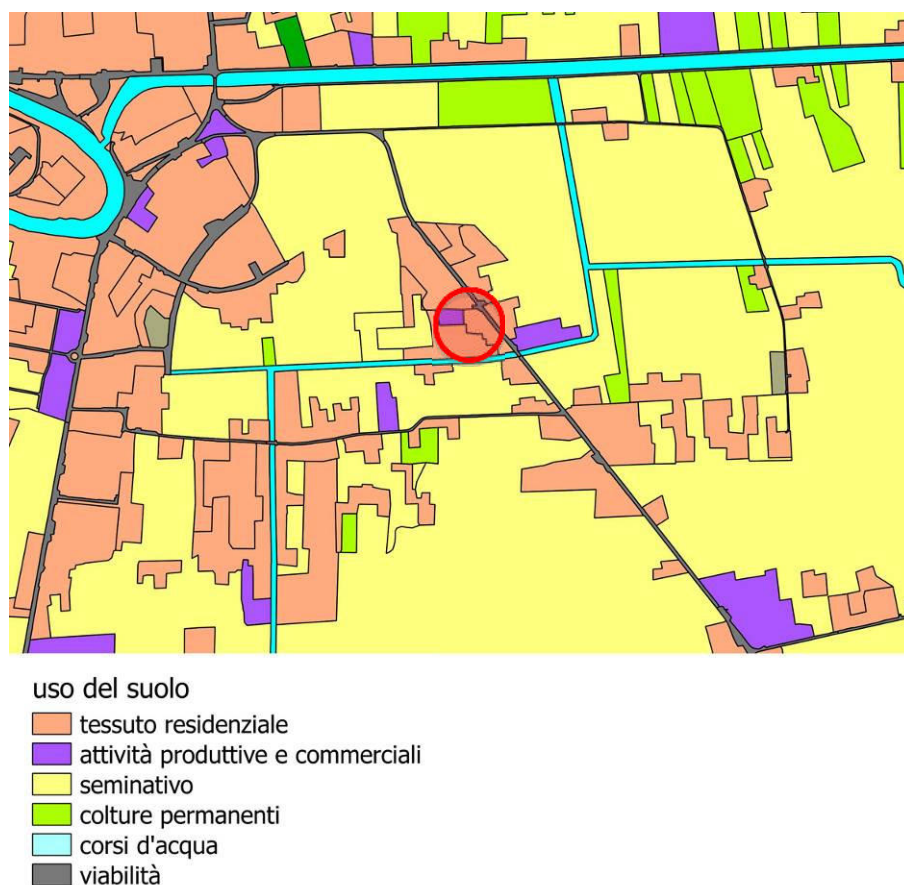 uso del suolo
tessuto residenziale
attività produttive e commerciali
seminativo
colture permanenti
corsi d'acqua
viabilità